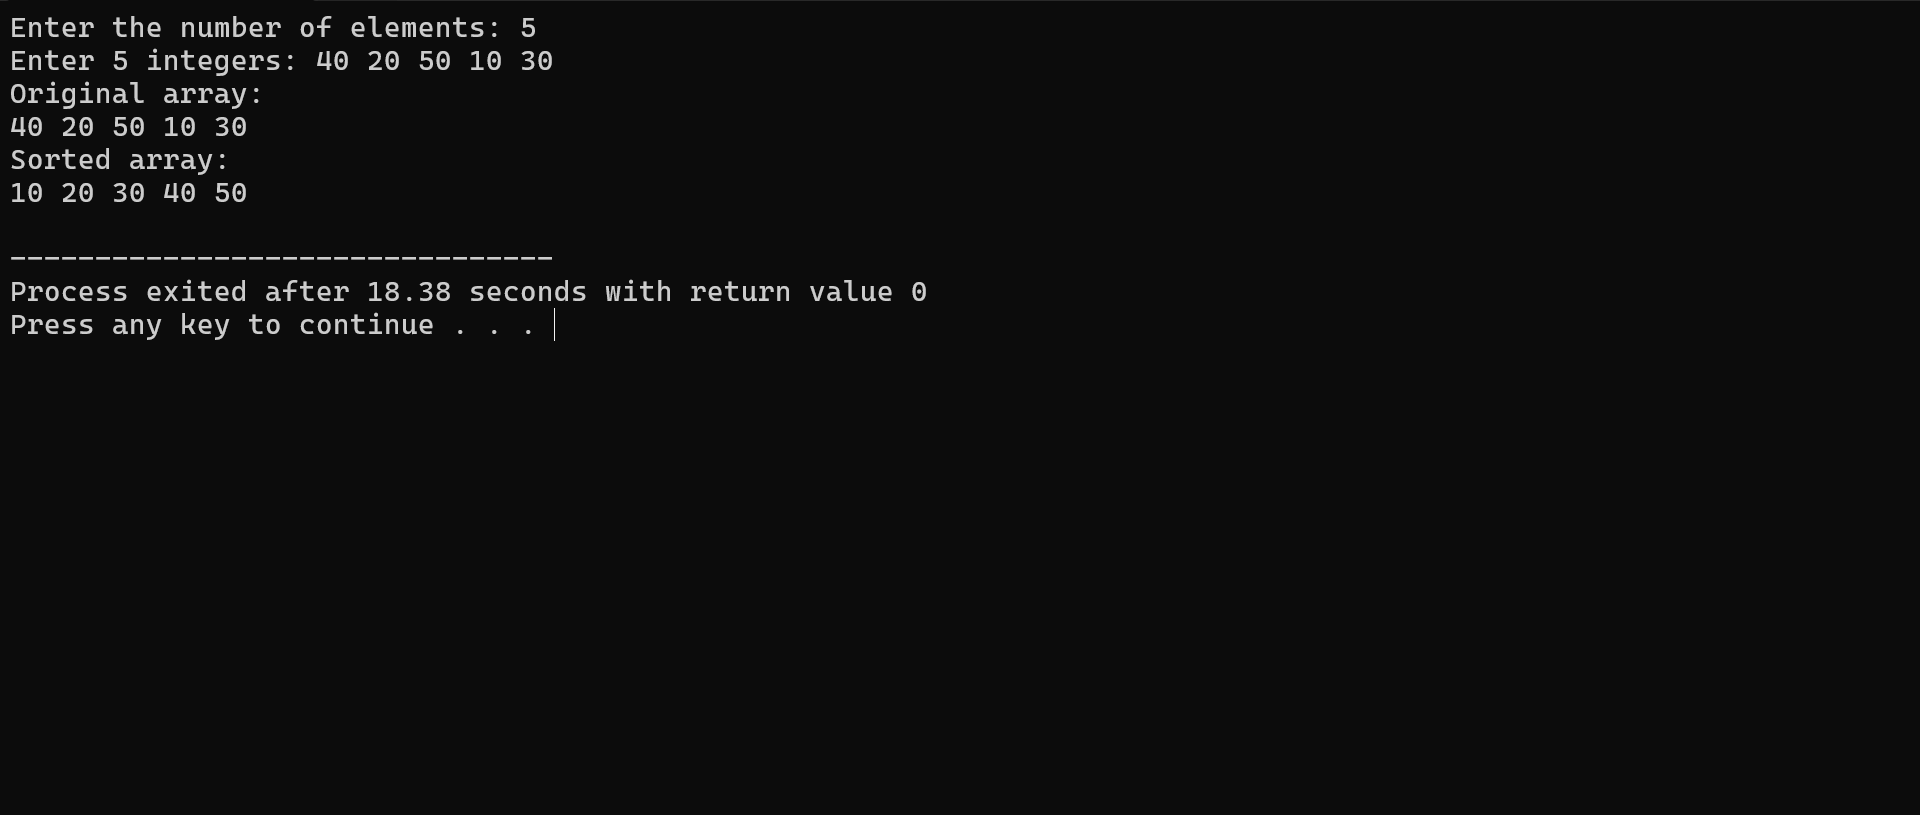 Enter the number of elements: 5
Enter 5 integers: 40 20 50 10 30
Original array:
40 20 50 10 30
Sorted array:
10 20 30 40 50
--------------------------------
Process exited after 18.38 seconds with return value 0
Press any key to continue . . .